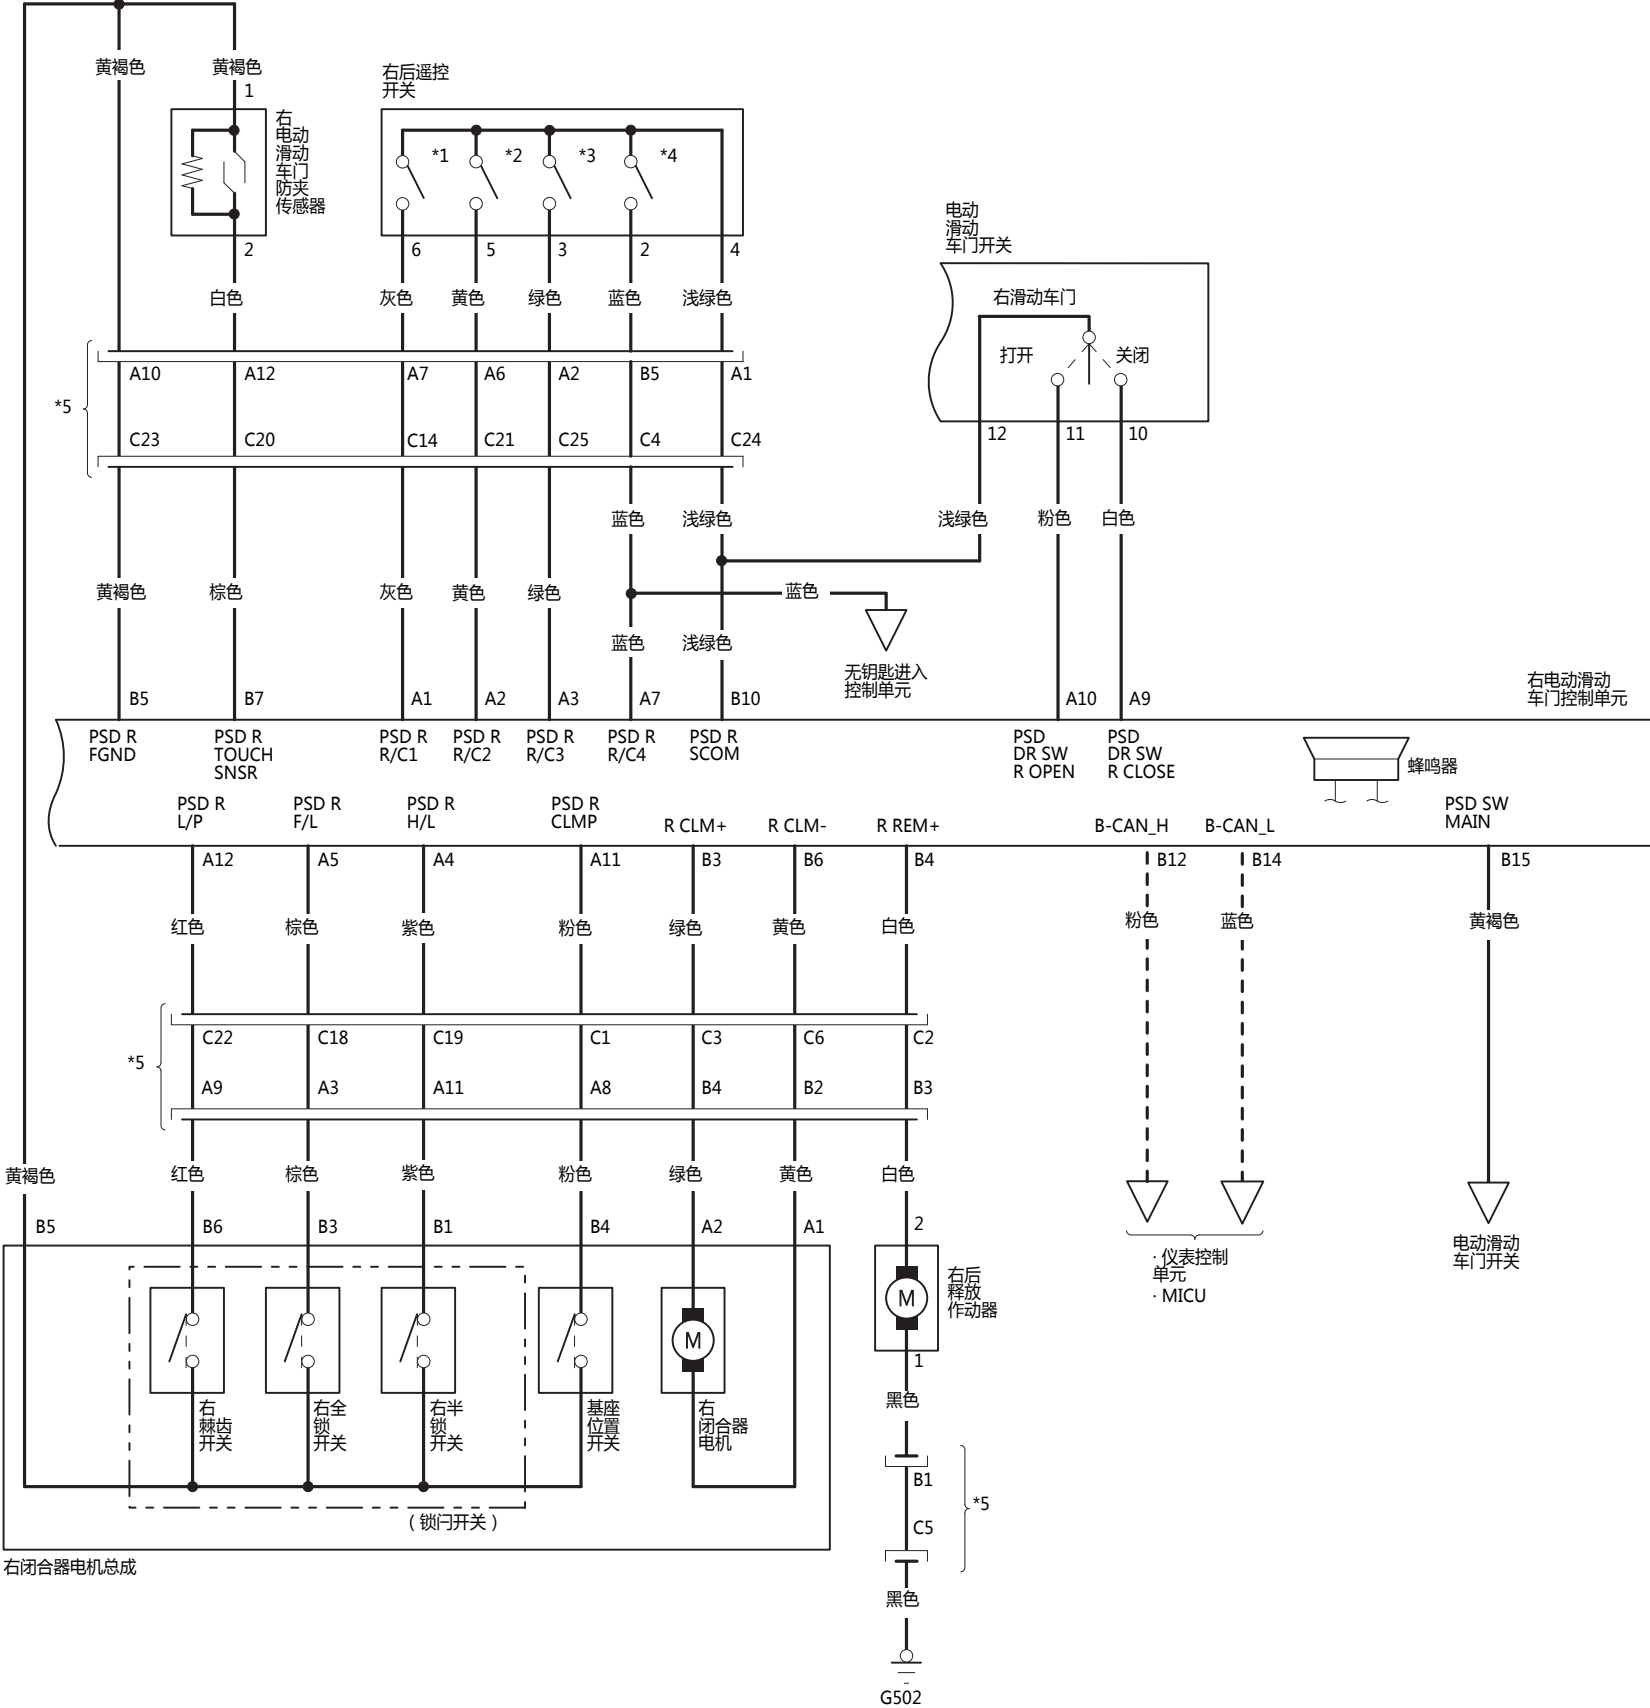 黄褐色
黄褐色
1
右
电动
滑动
车门
防夹
传感器
2
白色
右后遥控
开关
*1
*2
*3
*4
6
5
3
2
4
灰色
黄色
绿色
蓝色
浅绿色
电动
滑动
车门开关
右滑动车门
打开
关闭
12
11
10
*5
A10
A12
A7
A6
A2
B5
A1
C23
C20
C14
C21
C25
C4
C24
蓝色
浅绿色
浅绿色
粉色
白色
黄褐色
棕色
灰色
黄色
绿色
蓝色
蓝色
浅绿色
无钥匙进入
控制单元
右电动滑动
车门控制单元
B5
B7
A1
A2
A3
A7
B10
A10
A9
PSD R
FGND
PSD R
TOUCH
SNSR
PSD R
R/C1
PSD R
R/C2
PSD R
R/C3
PSD R
R/C4
PSD R
SCOM
PSD
DR SW
R OPEN
PSD
DR SW
R CLOSE
蜂鸣器
PSD R
L/P
PSD R
F/L
PSD R
H/L
PSD R
CLMP
R CLM+
R CLM-
R REM+
B-CAN_H
B-CAN_L
PSD SW
MAIN
A12
A5
A4
A11
B3
B6
B4
B12
B14
B15
红色
棕色
紫色
粉色
绿色
黄色
白色
粉色
蓝色
黄褐色
*5
C22
C18
C19
C1
C3
C6
C2
A9
A3
A11
A8
B4
B2
B3
黄褐色
红色
棕色
紫色
粉色
绿色
黄色
白色
B5
B6
B3
B1
B4
A2
A1
2
右
棘齿
开关
右全
锁
开关
右半
锁
开关
基座
位置
开关
M
右
闭合器
电机
（锁闩开关）
右闭合器电机总成
M
右后
释放
作动器
1
黑色
B1
C5
*5
黑色
G502
· 仪表控制
单元
· MICU
电动滑动
车门开关